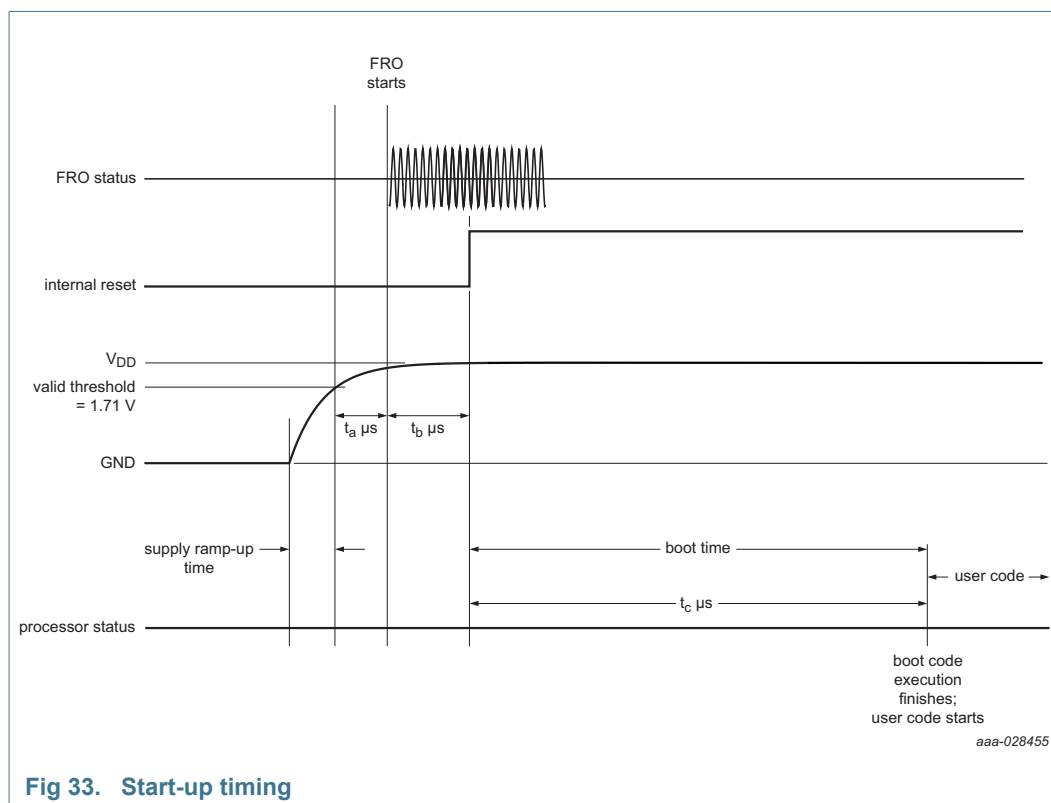 FRO
starts
FRO status
internal reset
VDD
valid threshold
= 1.71 V
ta μs
tb μs
GND
supply ramp-up
time
boot time
user code
tc μs
processor status
boot code
execution
finishes;
user code starts
aaa-028455
Fig 33. Start-up timing